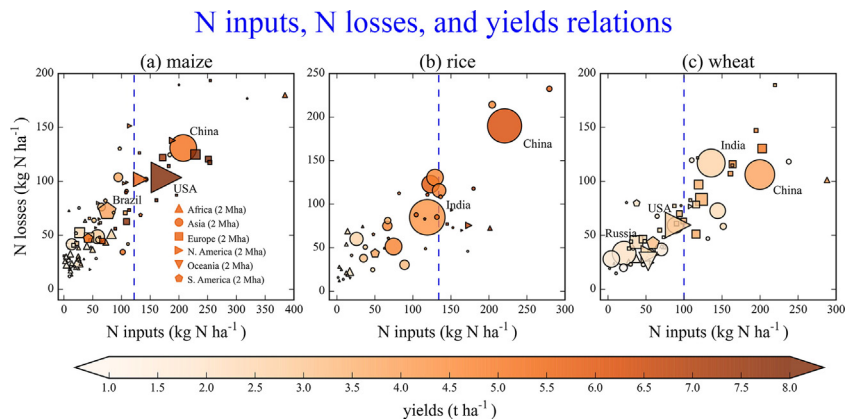 N inputs, N losses, and yields relations
(a) maize
(b) rice
(c) wheat
N losses (kg N ha⁻¹)
200
150
100
50
0
China
USA
Brazil
Africa (2 Mha)
Asia (2 Mha)
Europe (2 Mha)
N. America (2 Mha)
Oceania (2 Mha)
S. America (2 Mha)
0 50 100 150 200 250 300 350 400
N inputs (kg N ha⁻¹)
250
200
150
100
50
0
China
India
0 50 100 150 200 250 300
N inputs (kg N ha⁻¹)
200
150
100
50
0
India
China
USA
Russia
0 50 100 150 200 250 300
N inputs (kg N ha⁻¹)
1.0 1.5 2.0 2.5 3.0 3.5 4.0 4.5 5.0 5.5 6.0 6.5 7.0 7.5 8.0
yields (t ha⁻¹)